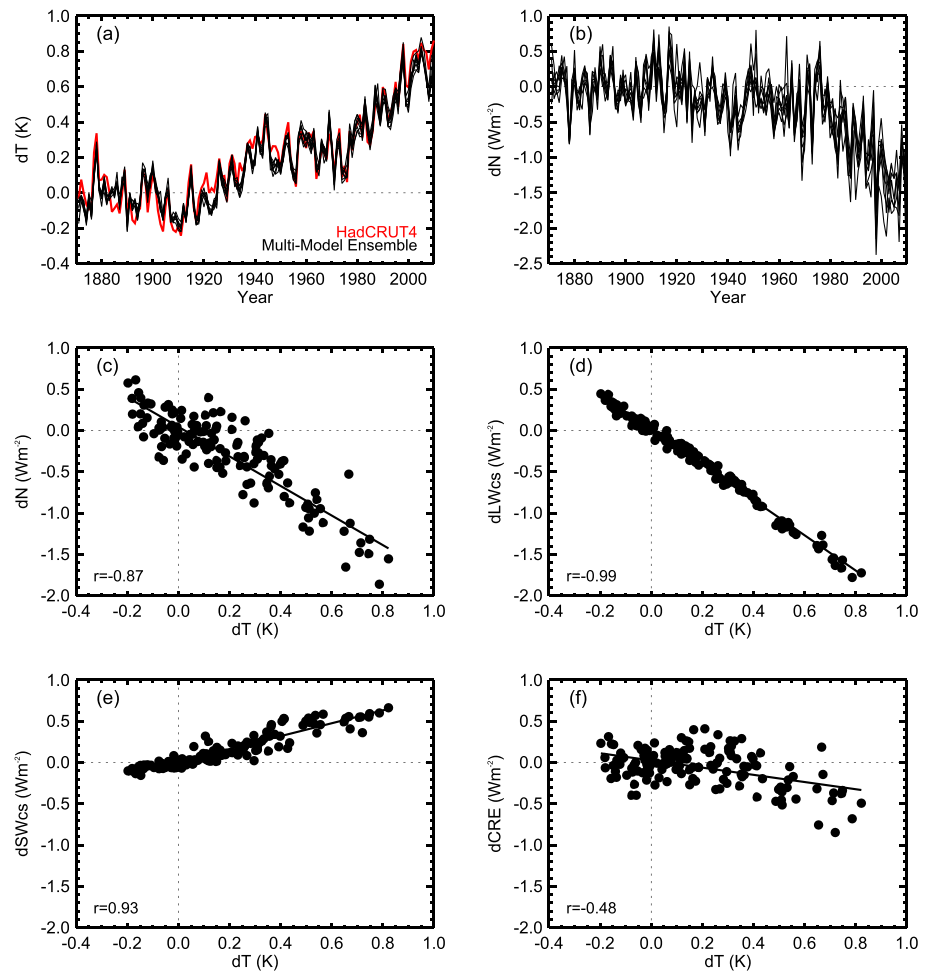 (a)
1.0
0.8
0.6
0.4
0.2
0.0
-0.2
-0.4
dT (K)
HadCRUT4
Multi-Model Ensemble
1880 1900 1920 1940 1960 1980 2000
Year
(b)
1.0
0.5
0.0
-0.5
-1.0
-1.5
-2.0
-2.5
dN (Wm-2)
1880 1900 1920 1940 1960 1980 2000
Year
(c)
1.0
0.5
0.0
-0.5
-1.0
-1.5
-2.0
dN (Wm-2)
r=-0.87
-0.4 -0.2 0.0 0.2 0.4 0.6 0.8 1.0
dT (K)
(d)
1.0
0.5
0.0
-0.5
-1.0
-1.5
-2.0
dLWcs (Wm-2)
r=-0.99
-0.4 -0.2 0.0 0.2 0.4 0.6 0.8 1.0
dT (K)
(e)
1.0
0.5
0.0
-0.5
-1.0
-1.5
-2.0
dSWcs (Wm-2)
r=0.93
-0.4 -0.2 0.0 0.2 0.4 0.6 0.8 1.0
dT (K)
(f)
1.0
0.5
0.0
-0.5
-1.0
-1.5
-2.0
dCRE (Wm-2)
r=-0.48
-0.4 -0.2 0.0 0.2 0.4 0.6 0.8 1.0
dT (K)